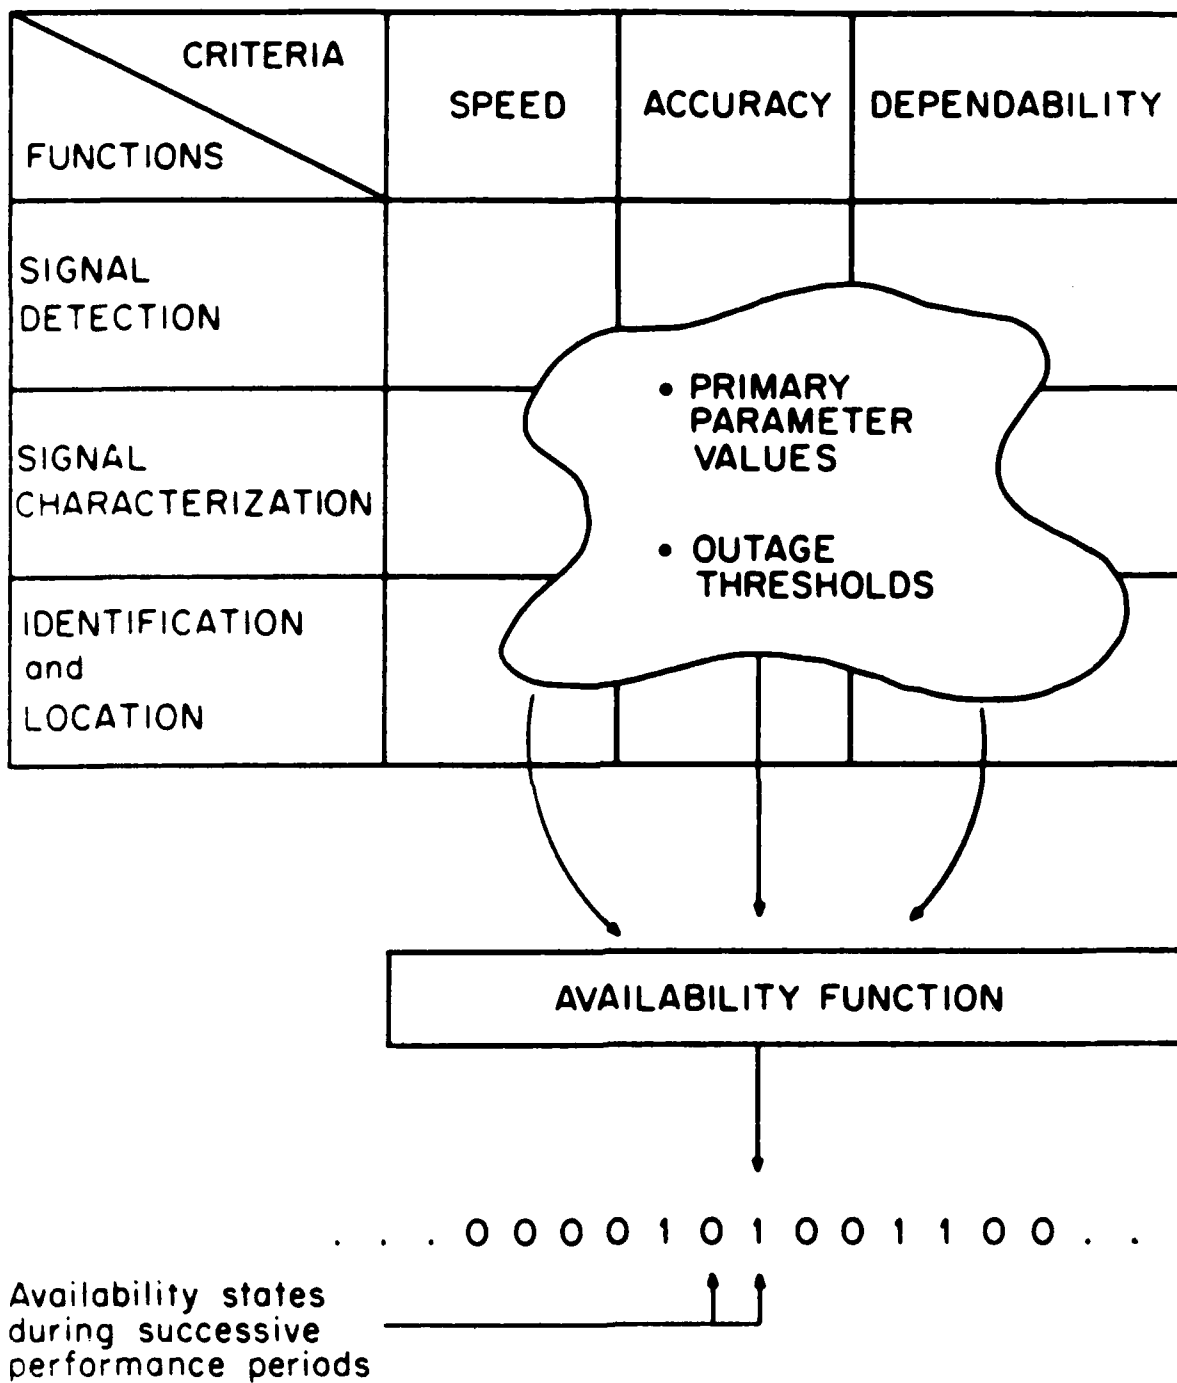 CRITERIA
FUNCTIONS
SPEED
ACCURACY
DEPENDABILITY
SIGNAL
DETECTION
SIGNAL
CHARACTERIZATION
IDENTIFICATION
and
LOCATION
• PRIMARY
PARAMETER
VALUES
• OUTAGE
THRESHOLDS
AVAILABILITY FUNCTION
. . . 0 0 0 0 1 0 1 0 0 1 1 0 0 . .
Availability states
during successive
performance periods